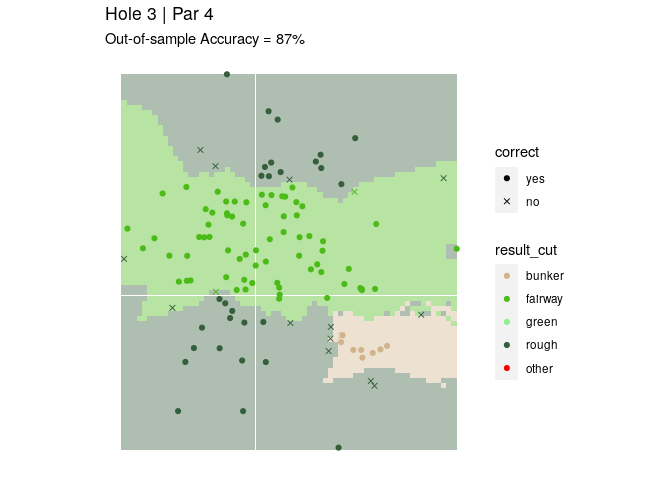 Hole 3 | Par 4
Out-of-sample Accuracy = 87%
correct
yes
no
result_cut
bunker
fairway
green
rough
other